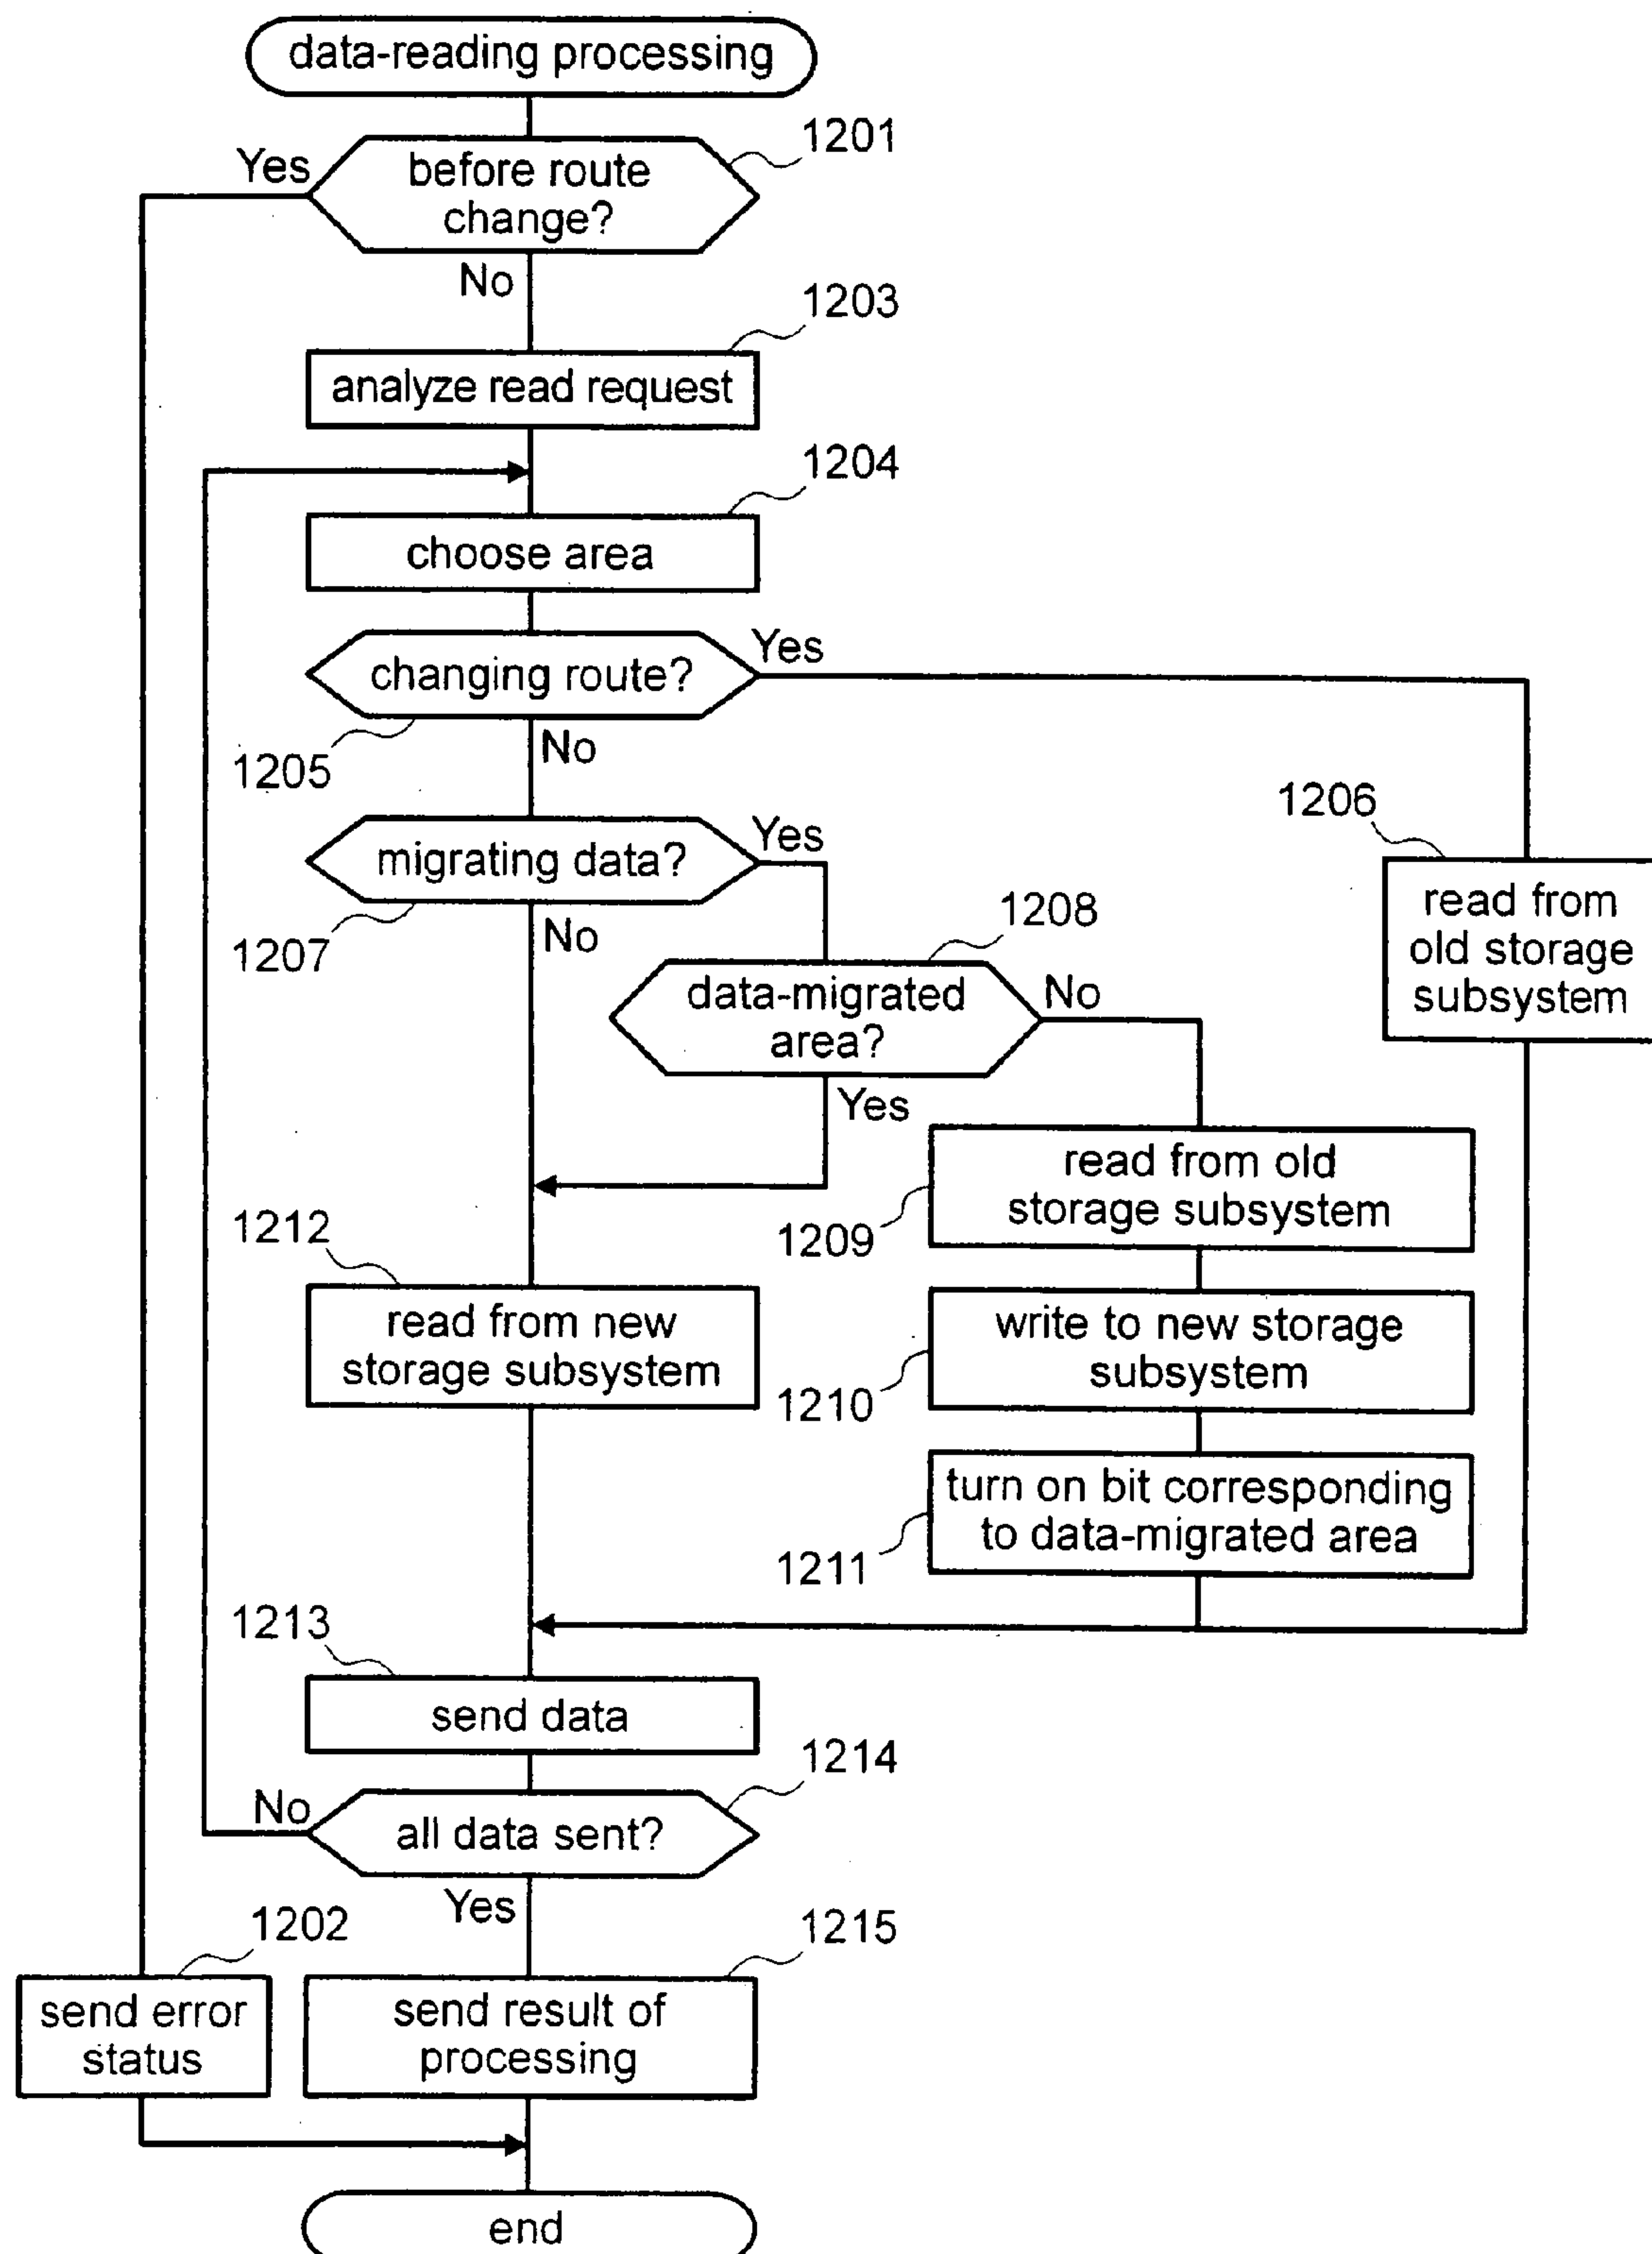 data-reading processing
1201
Yes
before route
change?
No
1203
analyze read request
1204
choose area
changing route?
Yes
1205
No
1206
migrating data?
Yes
1207
No
1208
read from
old storage
subsystem
data-migrated
area?
No
Yes
read from old
storage subsystem
1209
1212
read from new
storage subsystem
write to new storage
subsystem
1210
turn on bit corresponding
to data-migrated area
1211
1213
send data
1214
No
all data sent?
Yes
1202
1215
send error
status
send result of
processing
end